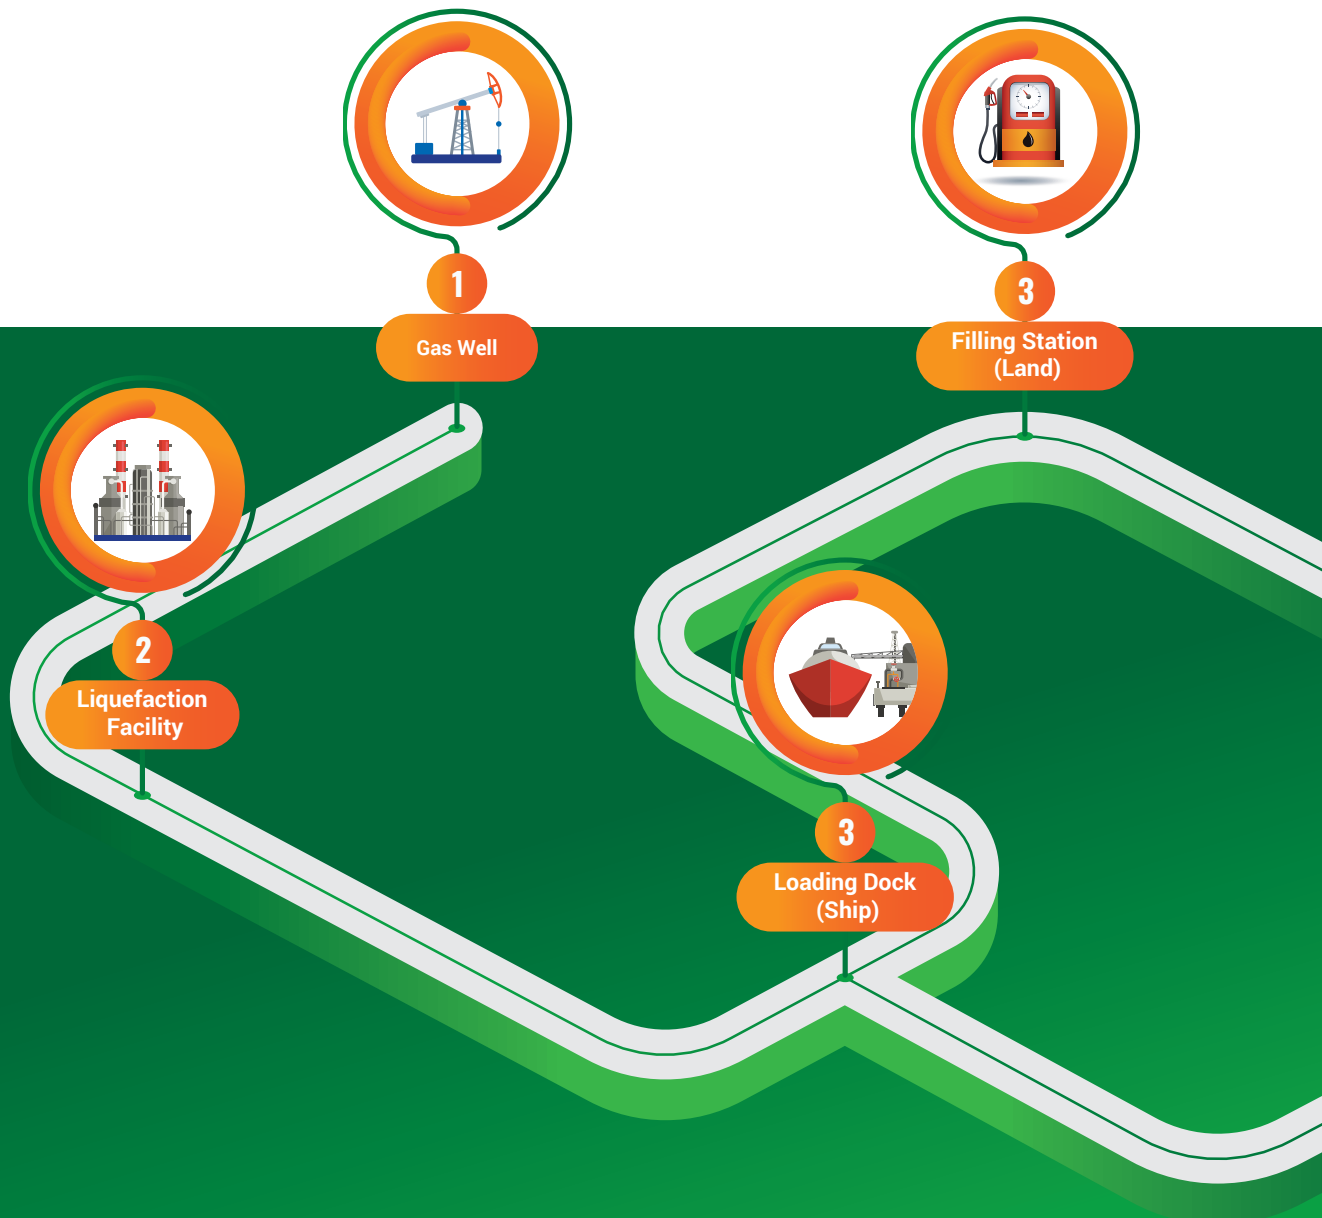 1
Gas Well
3
Filling Station
(Land)
2
Liquefaction
Facility
3
Loading Dock
(Ship)